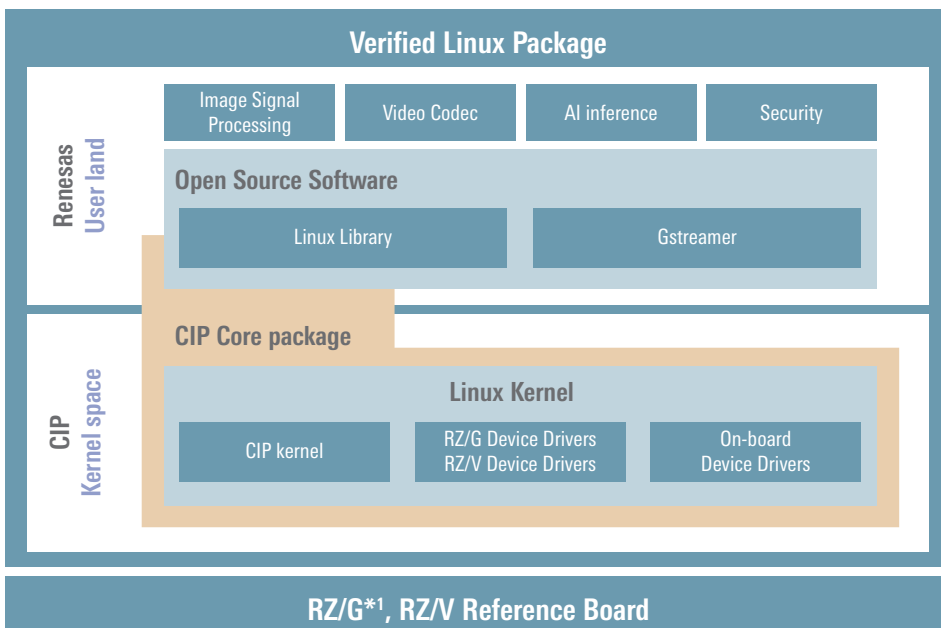 Verified Linux Package
Renesas
User land
Image Signal
Processing
Video Codec
AI inference
Security
Open Source Software
Linux Library
Gstreamer
CIP
Kernel space
CIP Core package
Linux Kernel
CIP kernel
RZ/G Device Drivers
RZ/V Device Drivers
On-board
Device Drivers
RZ/G*¹, RZ/V Reference Board